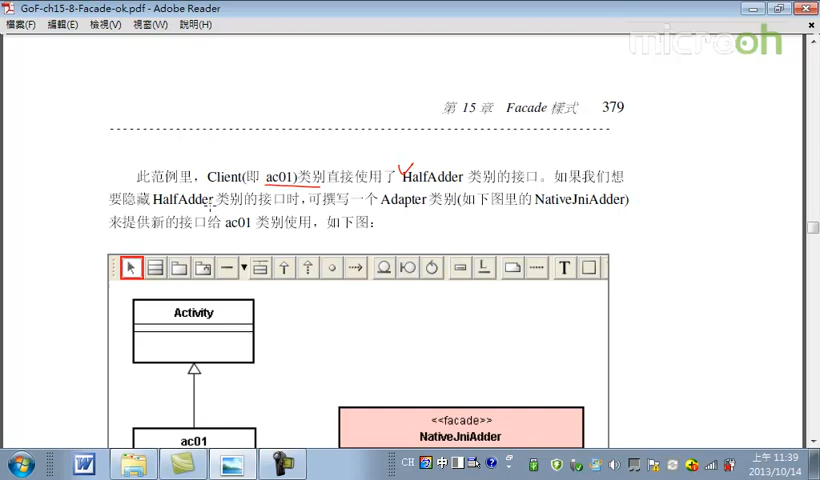 GoF-ch15-8-Facade-ok.pdf - Adobe Reader
檔案(F) 編輯(E) 檢視(V) 視窗(W) 說明(H)
microoh
第 15 章 Facade 樣式 379
此范例里，Client(即 ac01)类别直接使用了 HalfAdder 类别的接口。如果我们想
要隐藏 HalfAdder 类别的接口时，可撰写一个 Adapter 类别(如下图里的 NativeJniAdder)
来提供新的接口给 ac01 类别使用，如下图：
T
Activity
<<facade>>
NativeJniAdder
ac01
CH 中
上午 11:39
2013/10/14